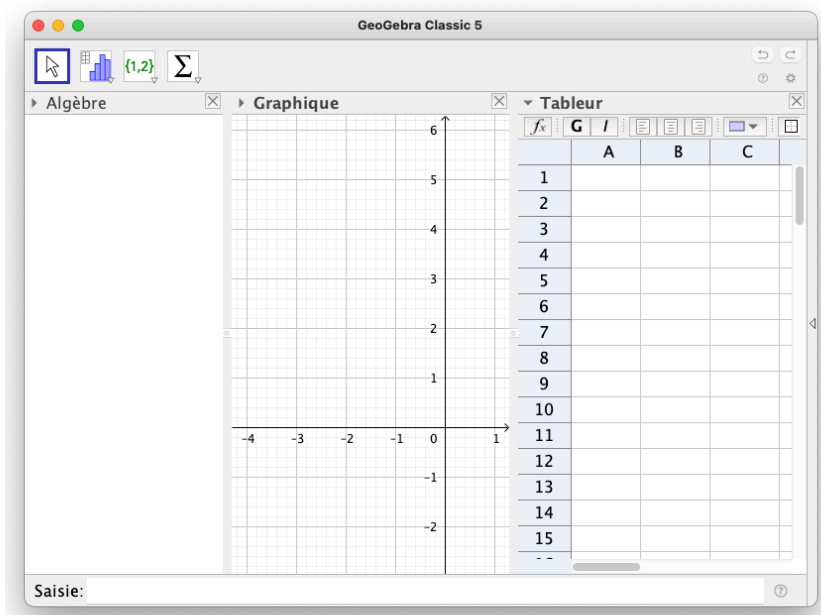 GeoGebra Classic 5
{1,2} Σ
Algèbre
Graphique
Tableur
fx G I
A B C
1
2
3
4
5
6
7
8
9
10
11
12
13
14
15
6
5
4
3
2
1
-4 -3 -2 -1 0 1
-1
-2
Saisie: